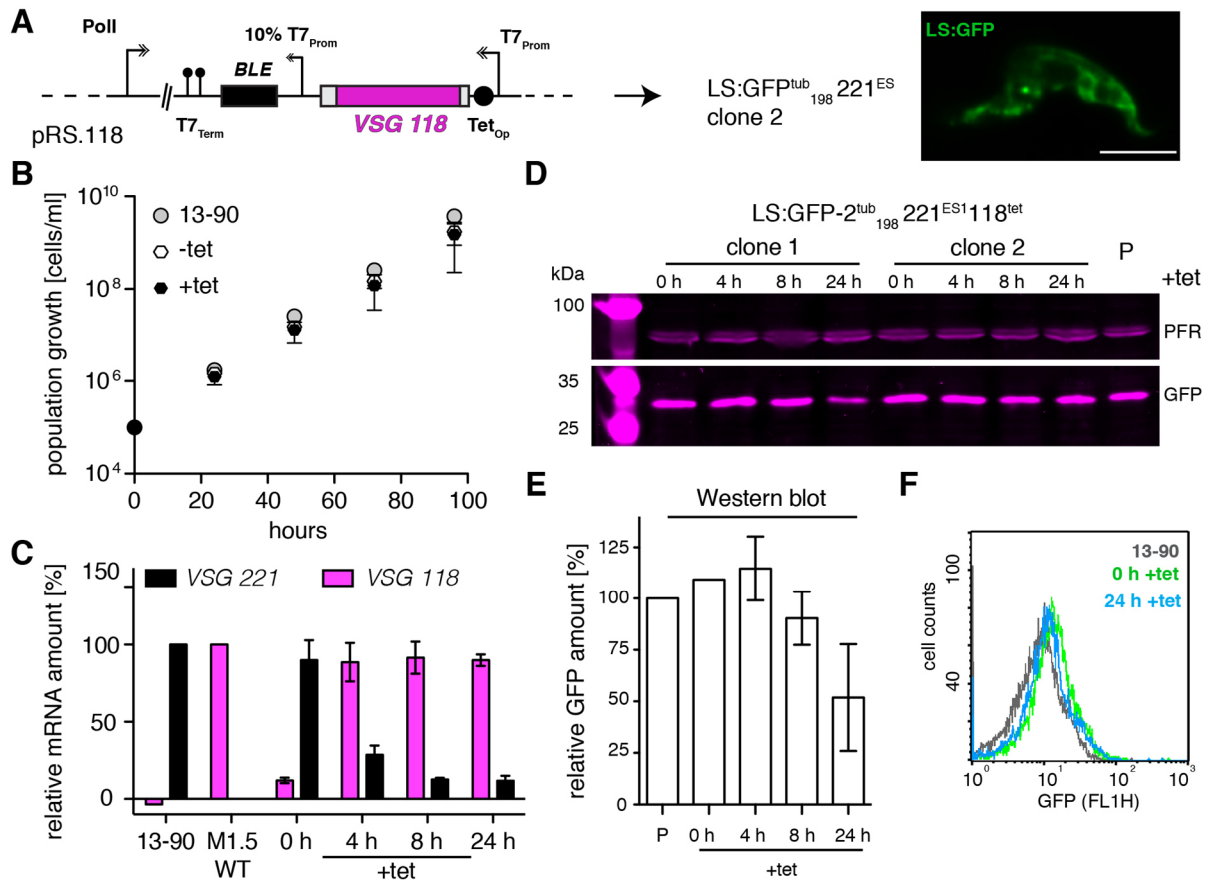 A
PolI
10% T7Prom
T7Prom
BLE
VSG 118
T7Term
TetOp
pRS.118
LS:GFPtub198 221ES
clone 2
LS:GFP
B
population growth [cells/ml]
10^10
10^8
10^6
10^4
13-90
-tet
+tet
0 20 40 60 80 100
hours
C
relative mRNA amount [%]
150
100
50
0
VSG 221 VSG 118
13-90 M1.5 0 h 4 h 8 h 24 h
WT +tet
D
LS:GFP-2tub198 221ES1118tet
clone 1 clone 2 P
kDa 0 h 4 h 8 h 24 h 0 h 4 h 8 h 24 h +tet
100
PFR
35
GFP
25
E
Western blot
relative GFP amount [%]
125
100
75
50
25
0
P 0 h 4 h 8 h 24 h
+tet
F
13-90
0 h +tet
24 h +tet
cell counts
100
40
10^0 10^1 10^2 10^3
GFP (FL1H)